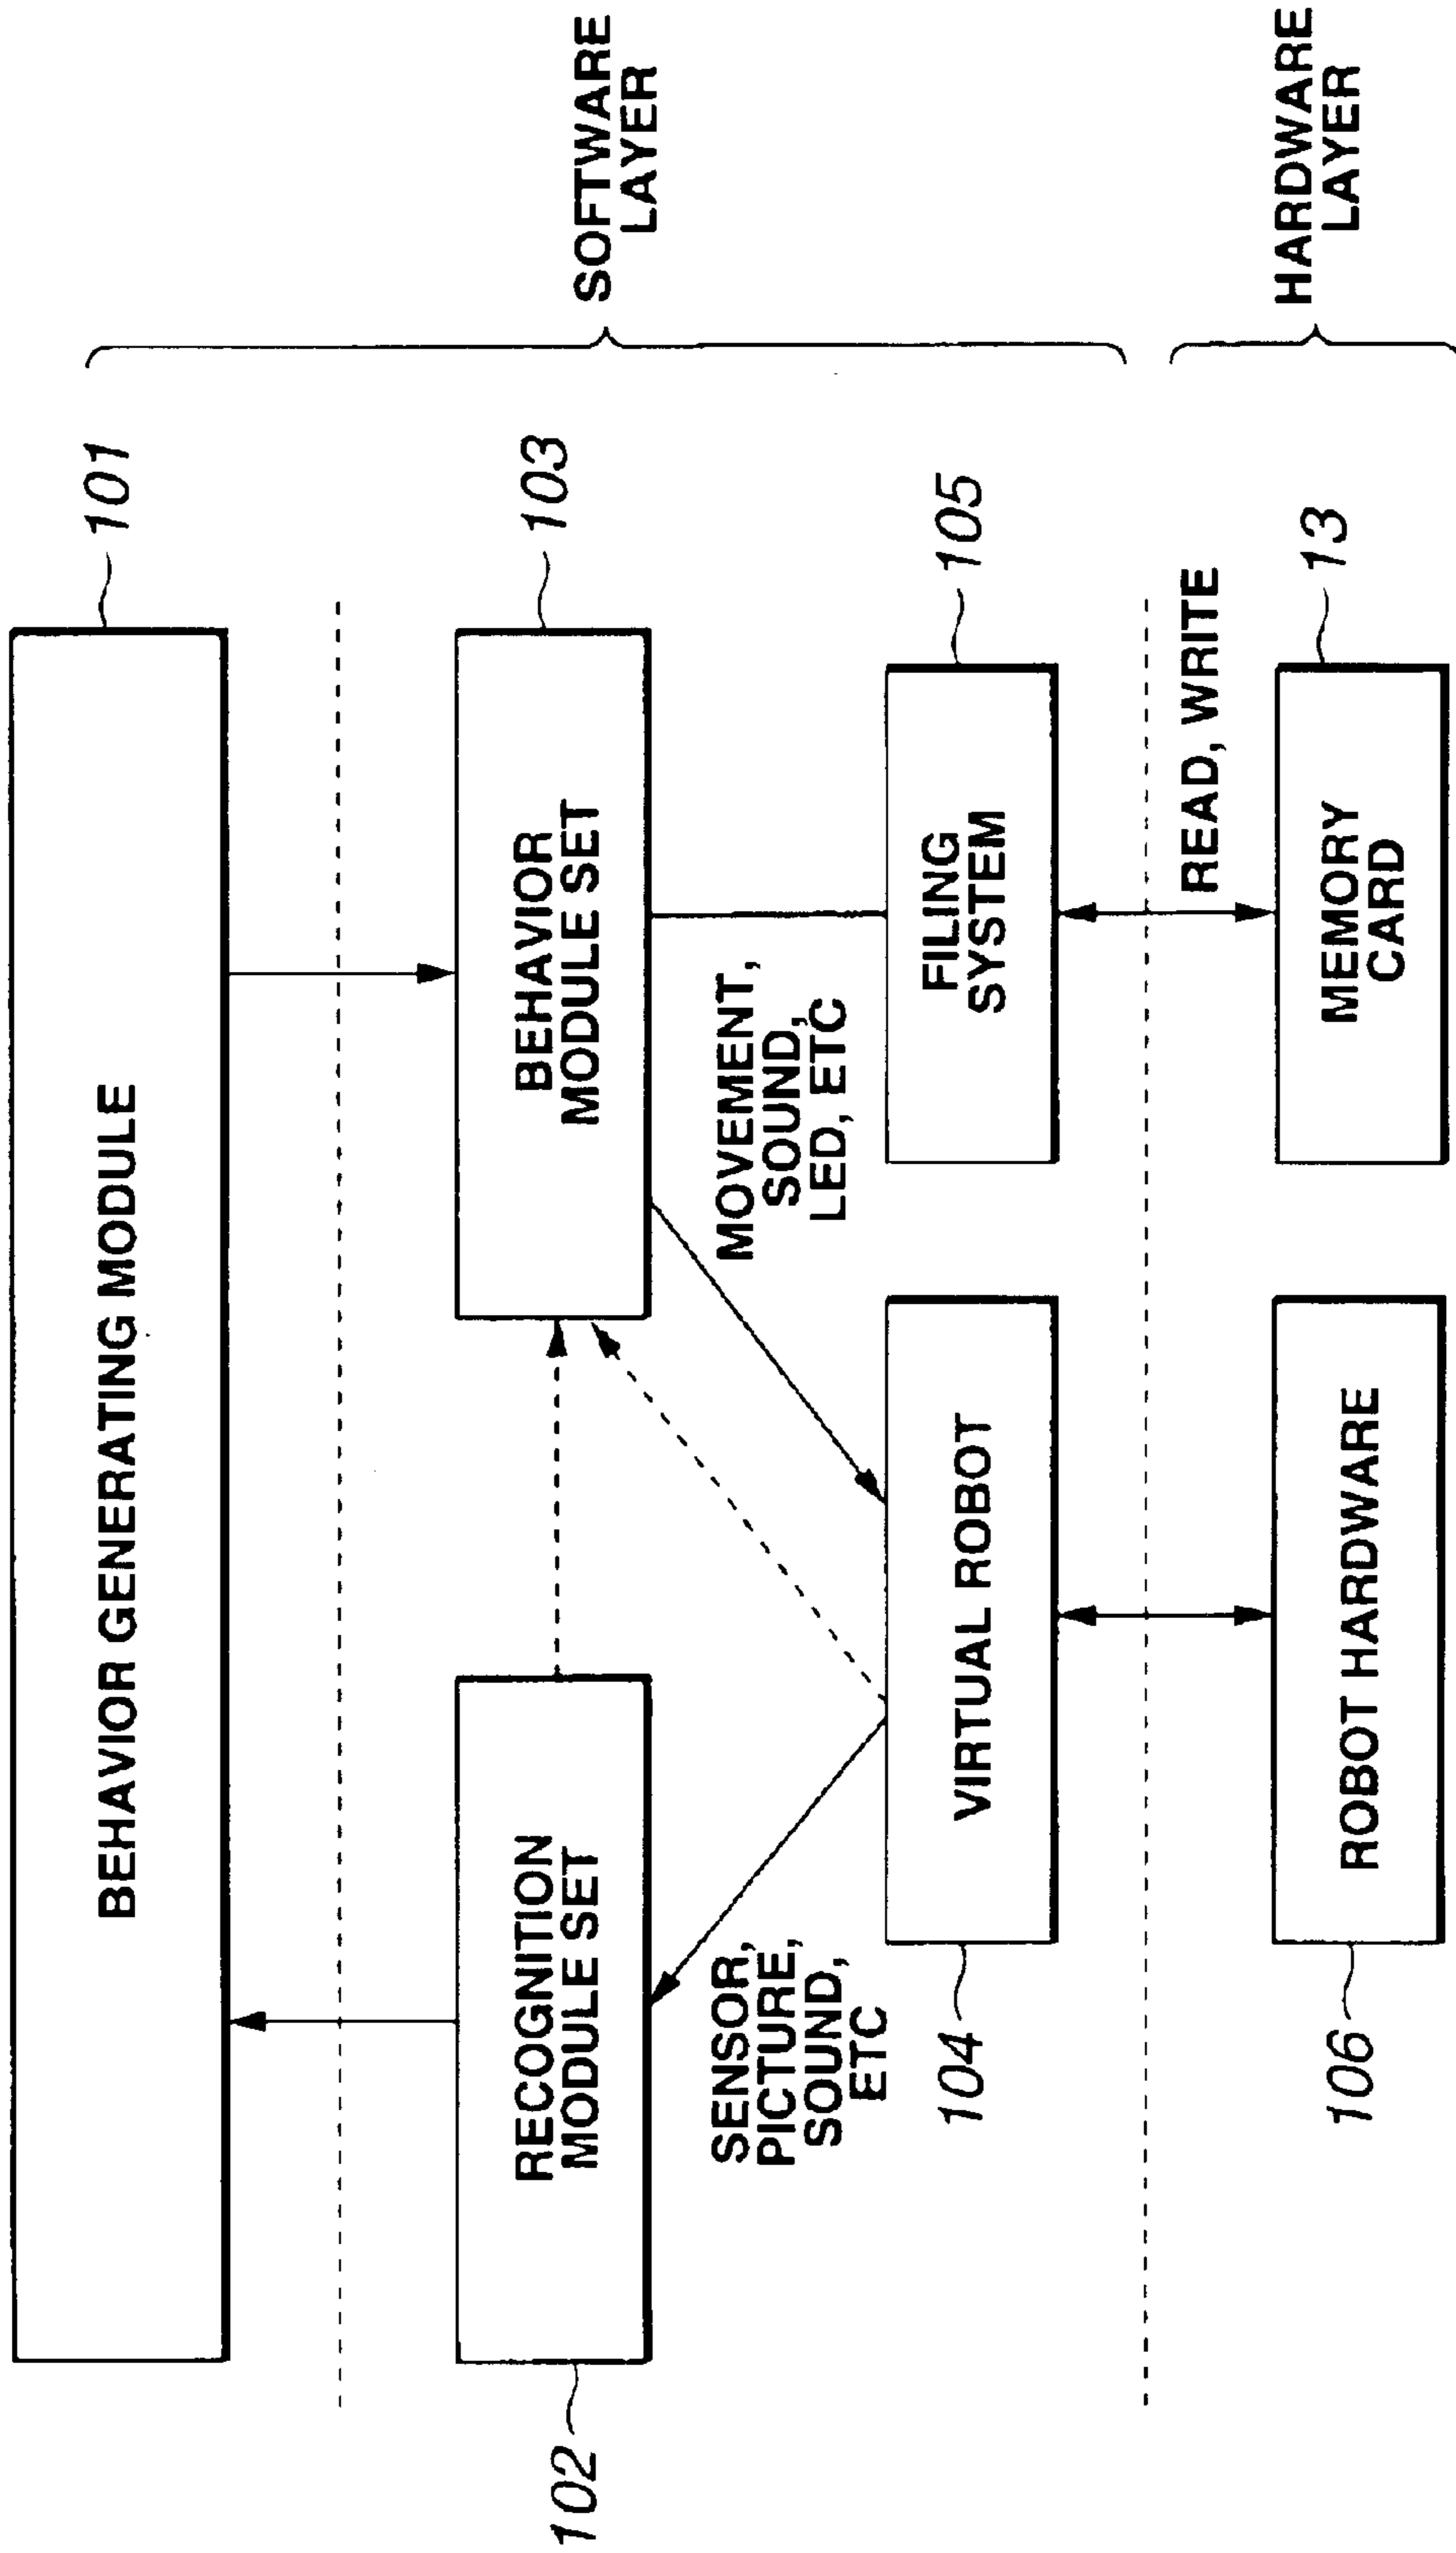 BEHAVIOR GENERATING MODULE
101
SOFTWARE
LAYER
102
RECOGNITION
MODULE SET
BEHAVIOR
MODULE SET
103
SENSOR,
PICTURE,
SOUND,
ETC
MOVEMENT,
SOUND,
LED, ETC
104
VIRTUAL ROBOT
FILING
SYSTEM
105
READ, WRITE
106
ROBOT HARDWARE
MEMORY
CARD
13
HARDWARE
LAYER